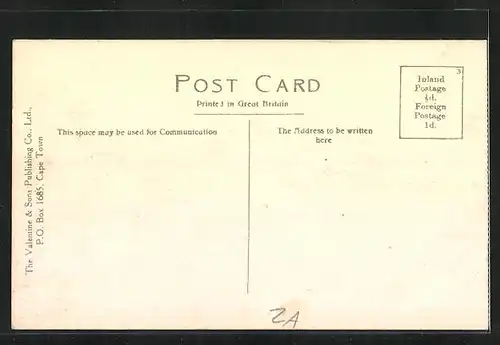 POST CARD
Printed in Great Britain
This space may be used for Communication
The Address to be written
here
3
Inland
Postage
½d.
Foreign
Postage
1d.
The Valentine & Sons Publishing Co., Ltd.,
P.O. Box 1685, Cape Town
ZA